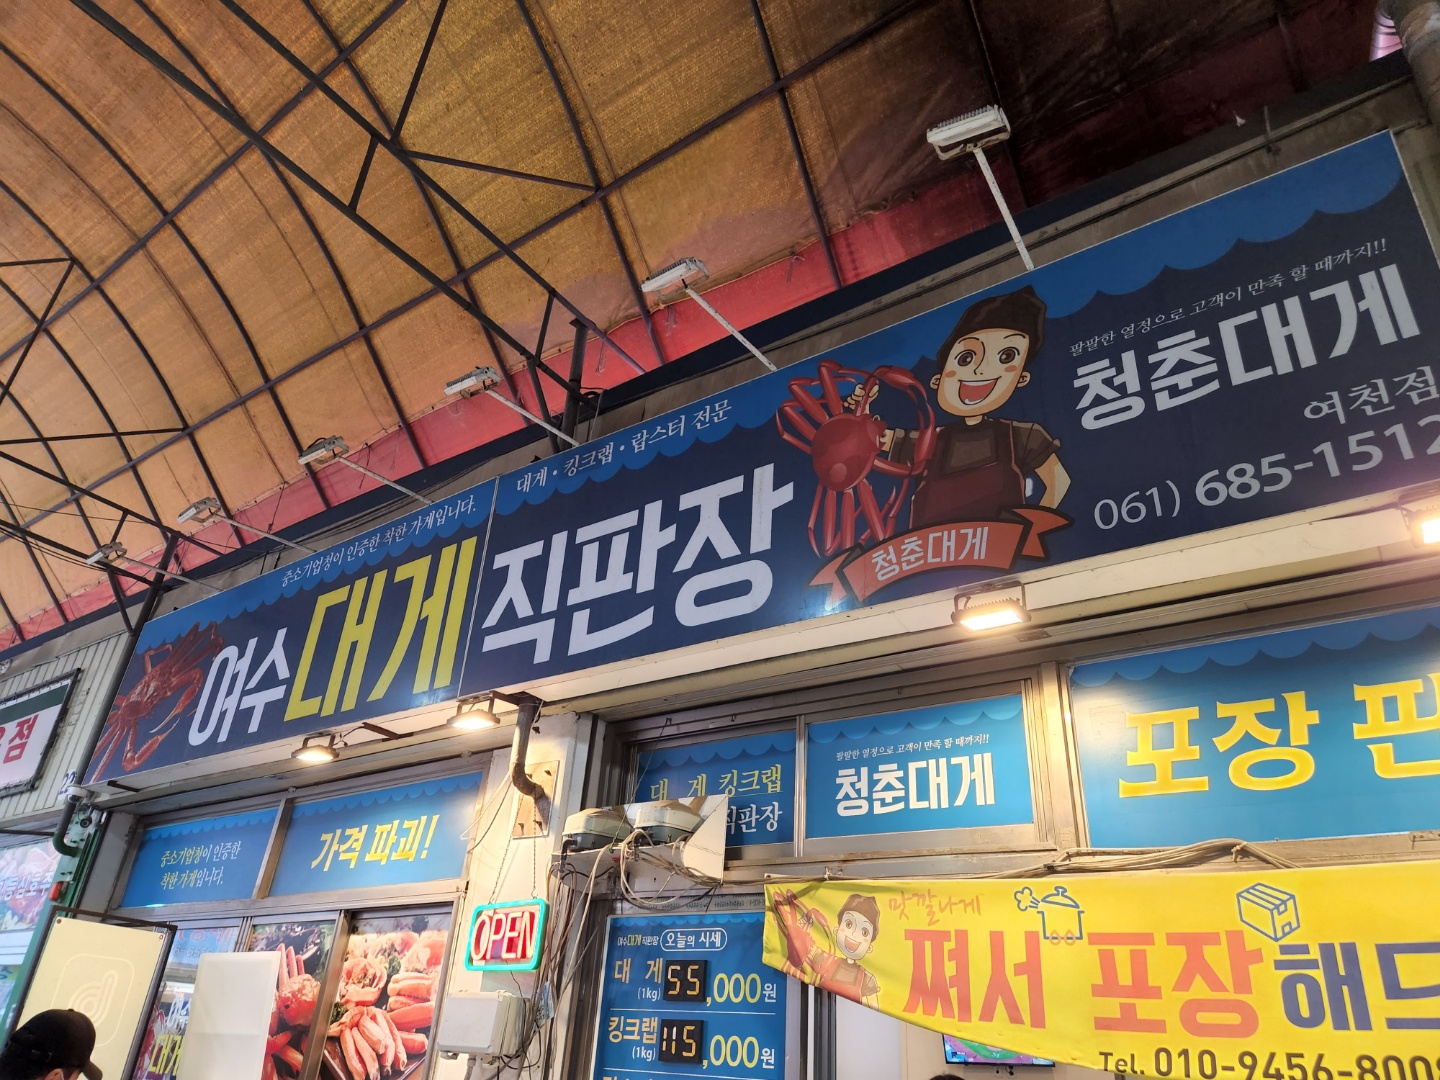 중소기업청이 인증한 착한 가게입니다.
여수대게
대게 · 킹크랩 · 랍스터 전문
직판장
청춘대게
팔팔한 열정으로 고객이 만족 할 때까지!!
청춘대게
여천점
061) 685-1512
점
중소기업청이 인증한
착한 가게입니다.
가격 파괴!
OPEN
대 게 킹크랩
직판장
팔팔한 열정으로 고객이 만족 할 때까지!!
청춘대게
포장
여수대게직판장 오늘의 시세
대 게 55,000원
(1kg)
킹크랩 115,000원
(1kg)
맛깔나게
쪄서 포장해드
Tel. 010-9456-8008
여수
대게